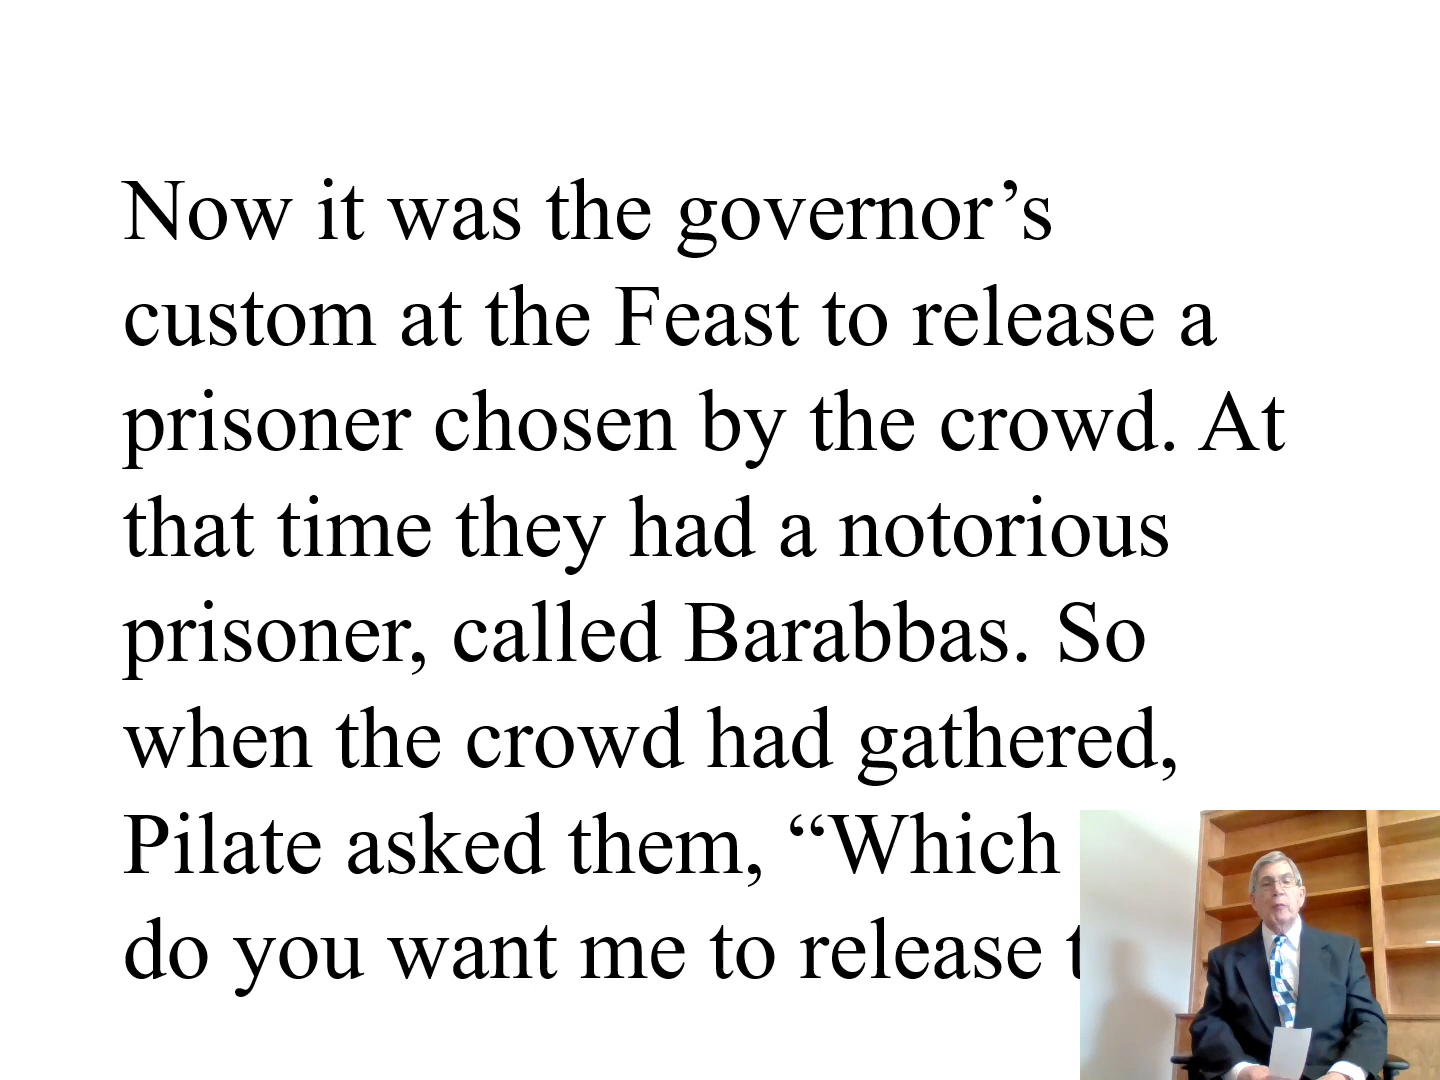 Now it was the governor’s
custom at the Feast to release a
prisoner chosen by the crowd. At
that time they had a notorious
prisoner, called Barabbas. So
when the crowd had gathered,
Pilate asked them, “Which
do you want me to release